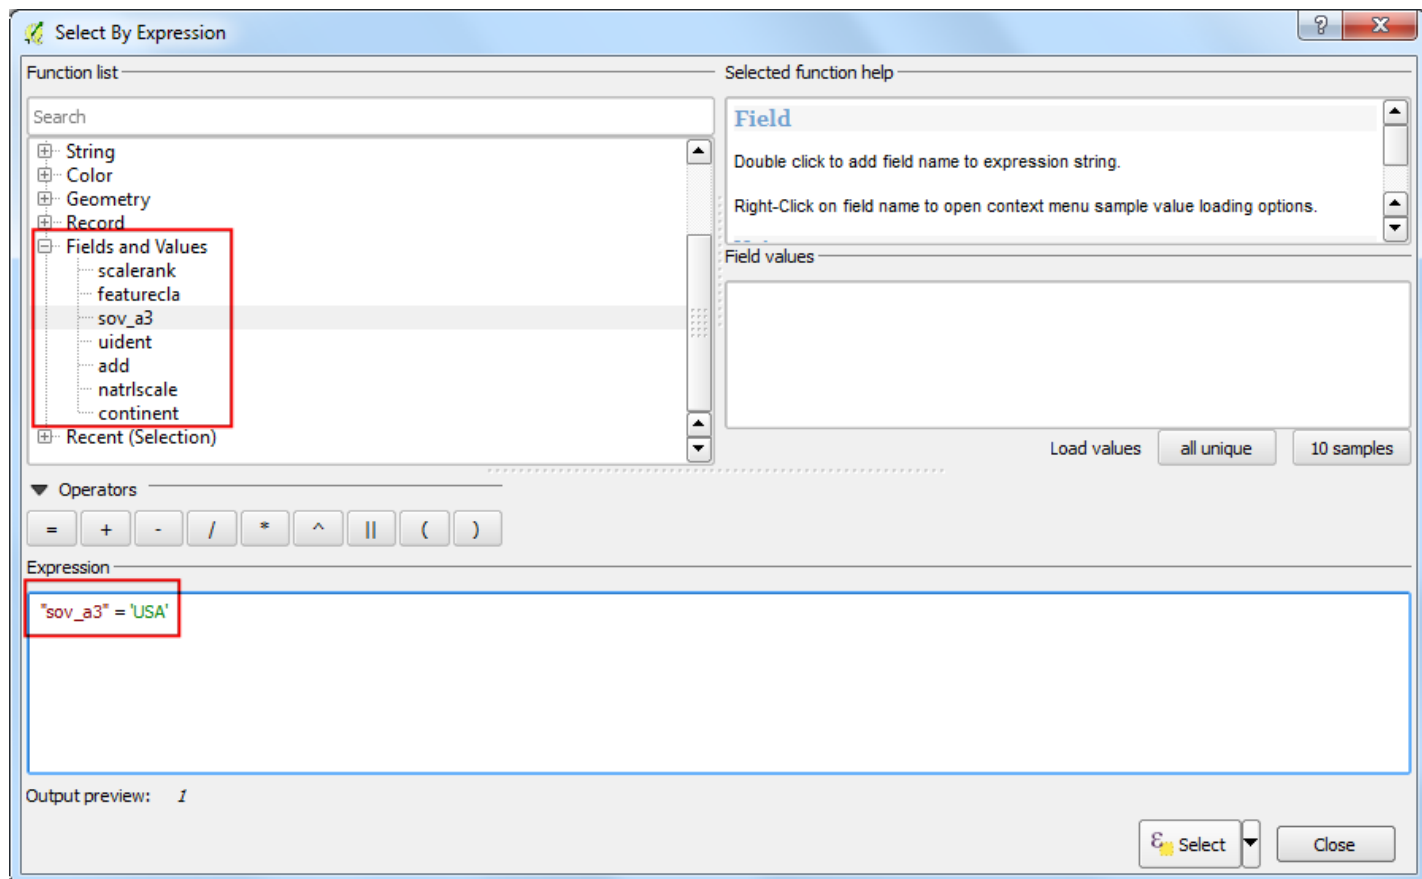 Select By Expression
?
X
Function list
Search
String
Color
Geometry
Record
Fields and Values
scalerank
featurecla
sov_a3
uident
add
natrlscale
continent
Recent (Selection)
Selected function help
Field
Double click to add field name to expression string.
Right-Click on field name to open context menu sample value loading options.
Field values
Load values all unique 10 samples
Operators
= + - / * ^ || ( )
Expression
"sov_a3" = 'USA'
Output preview: 1
ε Select Close